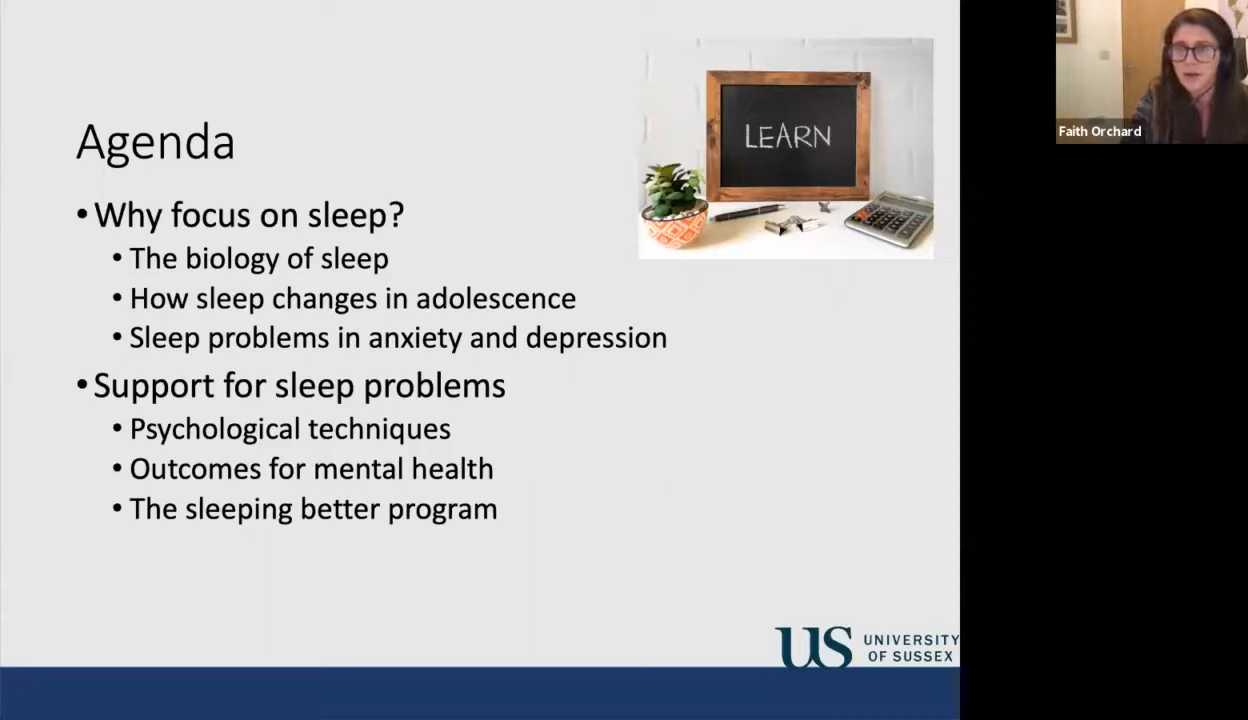 Agenda
• Why focus on sleep?
• The biology of sleep
• How sleep changes in adolescence
• Sleep problems in anxiety and depression
• Support for sleep problems
• Psychological techniques
• Outcomes for mental health
• The sleeping better program
LEARN
US UNIVERSITY
OF SUSSEX
Faith Orchard